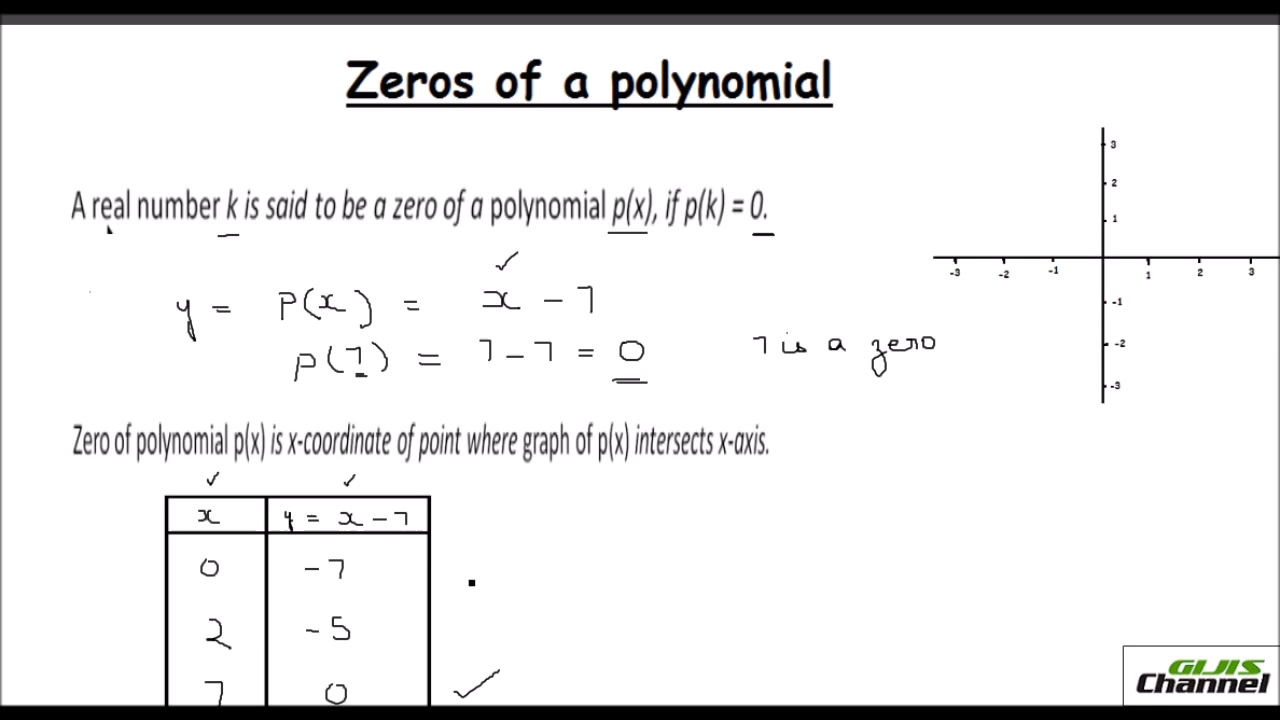 Zeros of a polynomial
A real number k is said to be a zero of a polynomial p(x), if p(k) = 0.
y = P(x) = x - 7
p(7) = 7 - 7 = 0
7 is a zero
3
2
1
-3 -2 -1 1 2 3
-1
-2
-3
Zero of polynomial p(x) is x-coordinate of point where graph of p(x) intersects x-axis.
x y = x - 7
0 -7
2 -5
7 0
GIJIS
Channel